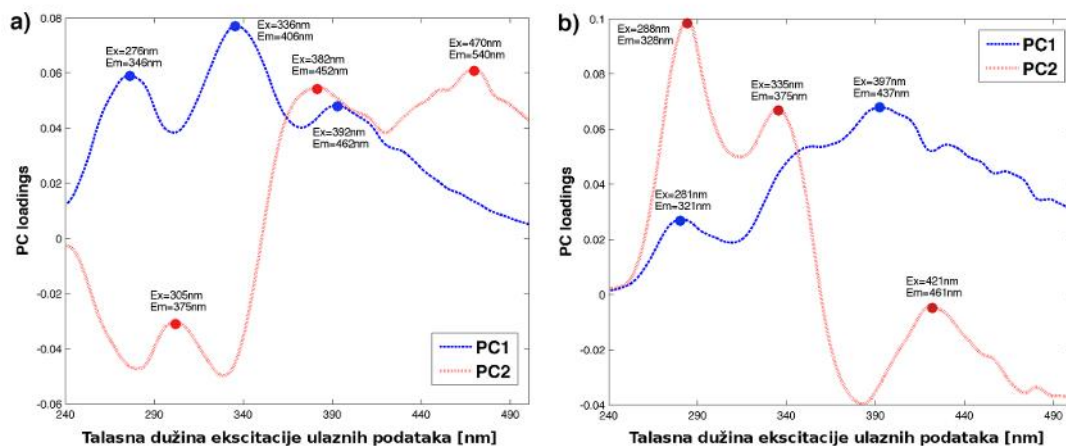 a)
0.08
0.06
0.04
0.02
0
-0.02
-0.04
-0.06
PC loadings
240
290
340
390
440
490
Talasna dužina ekscitacije ulaznih podataka [nm]
Ex=276nm
Em=346nm
Ex=336nm
Em=406nm
Ex=382nm
Em=452nm
Ex=470nm
Em=540nm
Ex=392nm
Em=462nm
Ex=305nm
Em=375nm
PC1
PC2
b)
0.1
0.08
0.06
0.04
0.02
0
-0.02
-0.04
PC loadings
240
290
340
390
440
490
Talasna dužina ekscitacije ulaznih podataka [nm]
Ex=288nm
Em=328nm
Ex=335nm
Em=375nm
Ex=397nm
Em=437nm
Ex=281nm
Em=321nm
Ex=421nm
Em=461nm
PC1
PC2